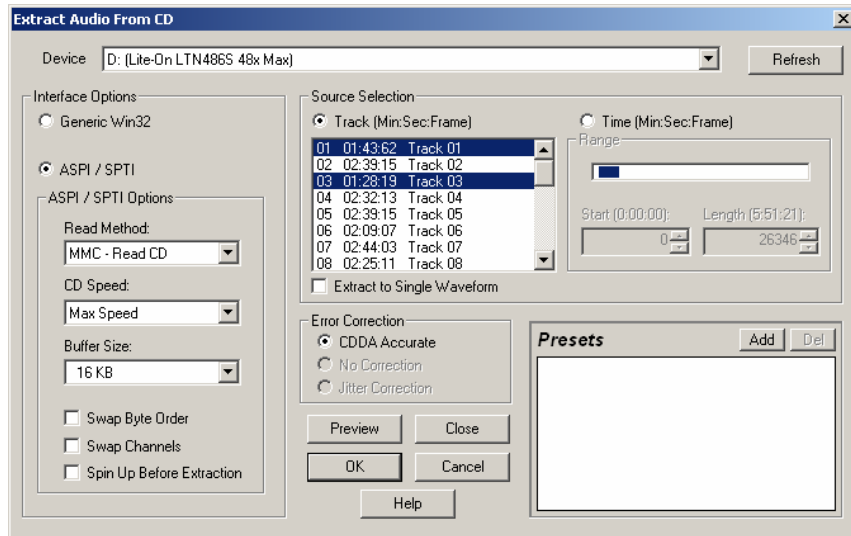 Extract Audio From CD
Device D: (Lite-On LTN486S 48x Max) Refresh
Interface Options
Generic Win32
ASPI / SPTI
ASPI / SPTI Options
Read Method:
MMC - Read CD
CD Speed:
Max Speed
Buffer Size:
16 KB
Swap Byte Order
Swap Channels
Spin Up Before Extraction
Source Selection
Track (Min:Sec:Frame)
01 01:43:62 Track 01
02 02:39:15 Track 02
03 01:28:19 Track 03
04 02:32:13 Track 04
05 02:39:15 Track 05
06 02:09:07 Track 06
07 02:44:03 Track 07
08 02:25:11 Track 08
Extract to Single Waveform
Time (Min:Sec:Frame)
Range
Start (0:00:00): Length (5:51:21):
0 26346
Error Correction
CDDA Accurate
No Correction
Jitter Correction
Preview Close
OK Cancel
Help
Presets Add Del